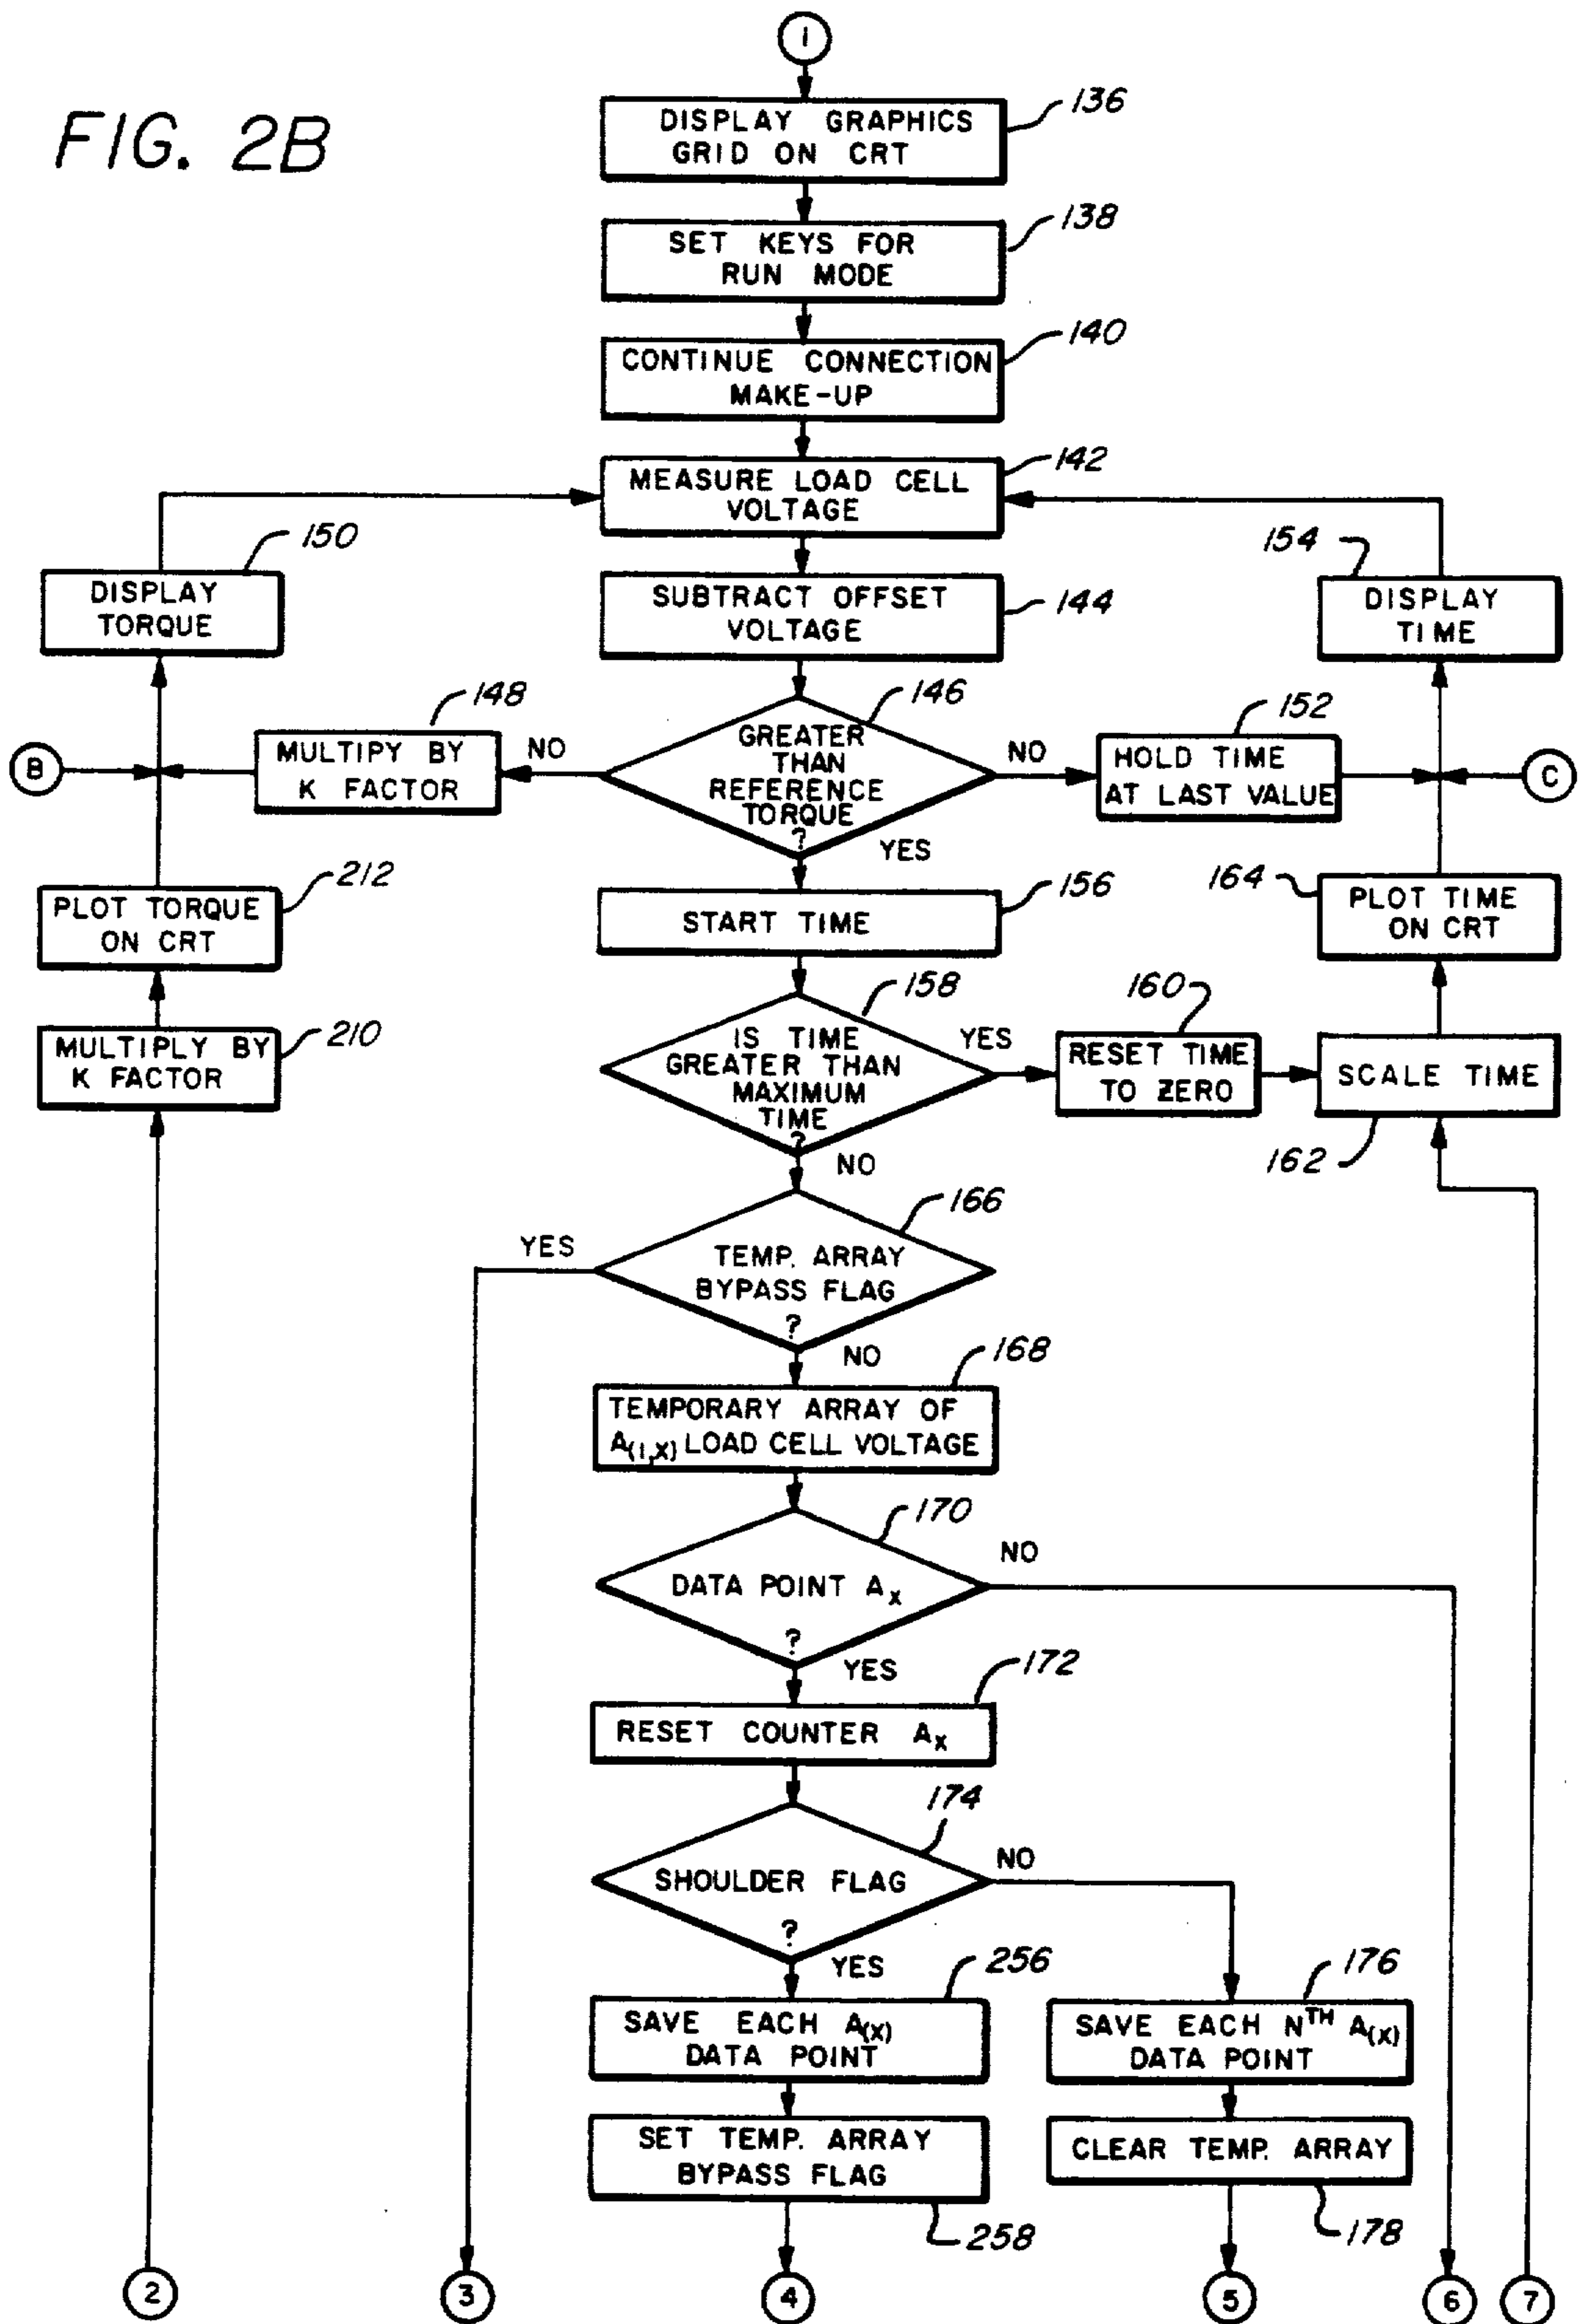 FIG. 2B
1
DISPLAY GRAPHICS
GRID ON CRT
136
SET KEYS FOR
RUN MODE
138
CONTINUE CONNECTION
MAKE-UP
140
MEASURE LOAD CELL
VOLTAGE
142
150
DISPLAY
TORQUE
SUBTRACT OFFSET
VOLTAGE
144
154
DISPLAY
TIME
148
MULTIPY BY
K FACTOR
NO
146
GREATER
THAN
REFERENCE
TORQUE
?
NO
YES
152
HOLD TIME
AT LAST VALUE
B
C
212
PLOT TORQUE
ON CRT
START TIME
156
164
PLOT TIME
ON CRT
210
MULTIPLY BY
K FACTOR
158
IS TIME
GREATER THAN
MAXIMUM
TIME
?
YES
NO
160
RESET TIME
TO ZERO
SCALE TIME
162
166
YES
TEMP. ARRAY
BYPASS FLAG
?
NO
168
TEMPORARY ARRAY OF
A(1,X) LOAD CELL VOLTAGE
170
DATA POINT AX
?
NO
YES
172
RESET COUNTER AX
174
SHOULDER FLAG
?
NO
YES
256
SAVE EACH A(X)
DATA POINT
176
SAVE EACH NTH A(X)
DATA POINT
SET TEMP. ARRAY
BYPASS FLAG
258
CLEAR TEMP. ARRAY
178
2
3
4
5
6
7